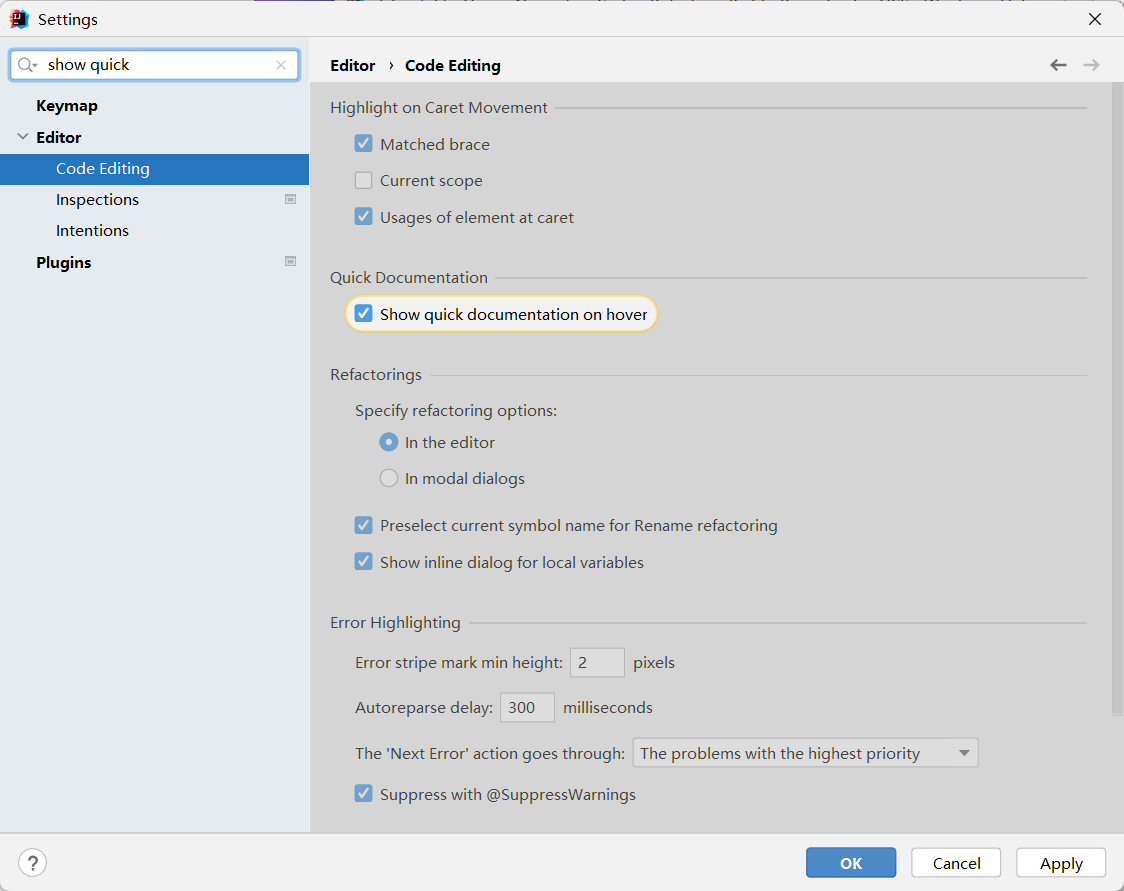 Settings
show quick
Keymap
Editor
Code Editing
Inspections
Intentions
Plugins
Editor › Code Editing
Highlight on Caret Movement
Matched brace
Current scope
Usages of element at caret
Quick Documentation
Show quick documentation on hover
Refactorings
Specify refactoring options:
In the editor
In modal dialogs
Preselect current symbol name for Rename refactoring
Show inline dialog for local variables
Error Highlighting
Error stripe mark min height: 2 pixels
Autoreparse delay: 300 milliseconds
The 'Next Error' action goes through: The problems with the highest priority
Suppress with @SuppressWarnings
? OK Cancel Apply